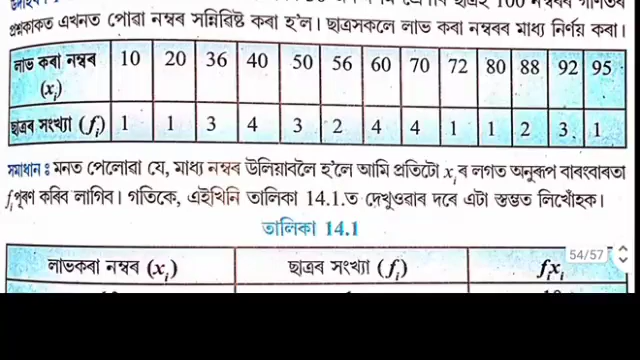 প্ৰশ্নকাকত এখনত পোৱা নম্বৰ সন্নিৱিষ্ট কৰা হ'ল। ছাত্ৰসকলে লাভ কৰা নম্বৰৰ মাধ্য নিৰ্ণয় কৰা।
লাভ কৰা নম্বৰ (xᵢ) 10 20 36 40 50 56 60 70 72 80 88 92 95
ছাত্ৰৰ সংখ্যা (fᵢ) 1 1 3 4 3 2 4 4 1 1 2 3 1
সমাধান ঃ মনত পেলোৱা যে, মাধ্য নম্বৰ উলিয়াবলৈ হ'লে আমি প্ৰতিটো xᵢৰ লগত অনুৰূপ বাৰংবাৰতা
fᵢ পূৰণ কৰিব লাগিব। গতিকে, এইখিনি তালিকা 14.1.ত দেখুওৱাৰ দৰে এটা স্তম্ভত লিখোঁহক।
তালিকা 14.1
লাভকৰা নম্বৰ (xᵢ) ছাত্ৰৰ সংখ্যা (fᵢ) fᵢxᵢ
54/57